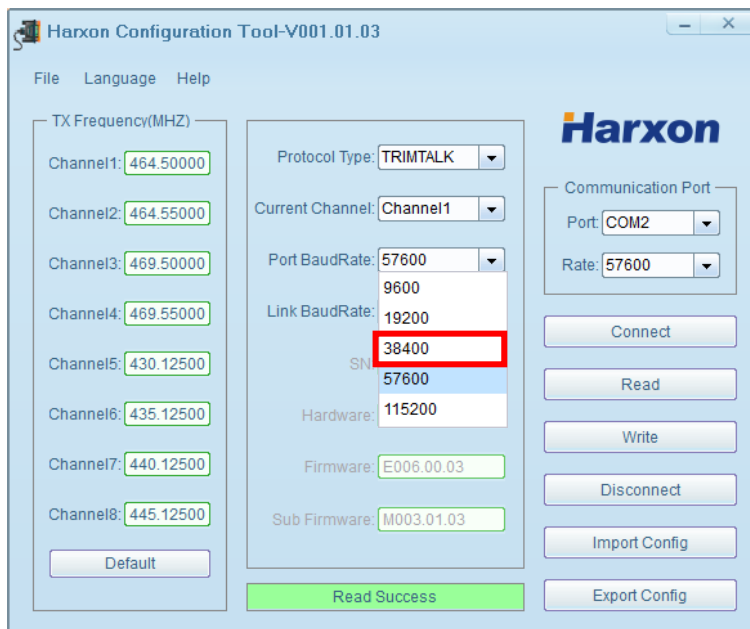 Harxon Configuration Tool-V001.01.03
File Language Help
TX Frequency(MHZ)
Channel1: 464.50000
Channel2: 464.55000
Channel3: 469.50000
Channel4: 469.55000
Channel5: 430.12500
Channel6: 435.12500
Channel7: 440.12500
Channel8: 445.12500
Default
Protocol Type: TRIMTALK
Current Channel: Channel1
Port BaudRate: 57600
9600
19200
38400
57600
115200
Link BaudRate:
SN
Hardware:
Firmware: E006.00.03
Sub Firmware: M003.01.03
Read Success
Harxon
Communication Port
Port: COM2
Rate: 57600
Connect
Read
Write
Disconnect
Import Config
Export Config